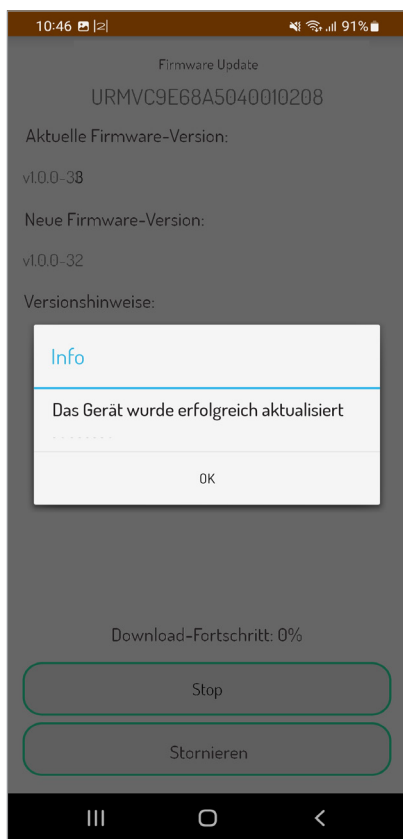 10:46 91%
Firmware Update
URMVC9E68A5040010208
Aktuelle Firmware-Version:
v1.0.0-33
Neue Firmware-Version:
v1.0.0-32
Versionshinweise:
Info
Das Gerät wurde erfolgreich aktualisiert
OK
Download-Fortschritt: 0%
Stop
Stornieren